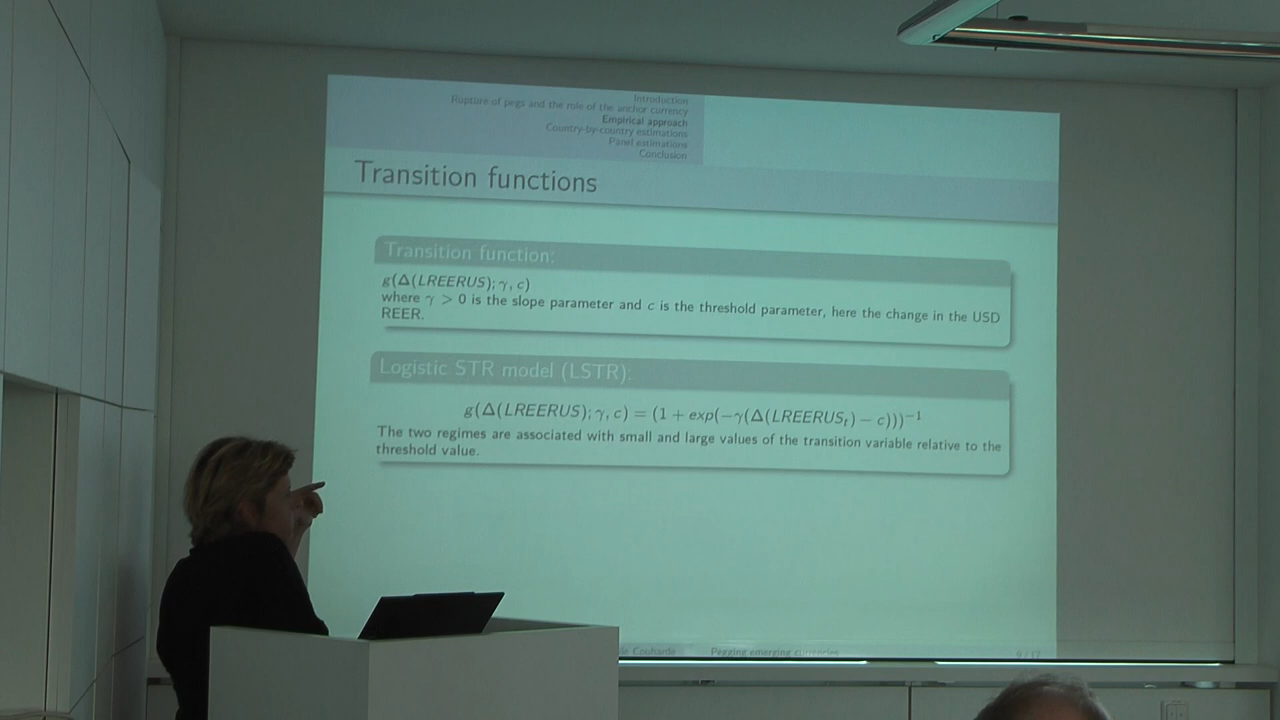 Introduction
Rupture of pegs and the role of the anchor currency
Empirical approach
Country-by-country estimations
Panel estimations
Conclusion
Transition functions
Transition function:
g(Δ(LREERUS); γ, c)
where γ > 0 is the slope parameter and c is the threshold parameter, here the change in the USD
REER.
Logistic STR model (LSTR):
g(Δ(LREERUS); γ, c) = (1 + exp(−γ(Δ(LREERUSₜ) − c)))⁻¹
The two regimes are associated with small and large values of the transition variable relative to the
threshold value.
Couharde Pegging emerging currencies